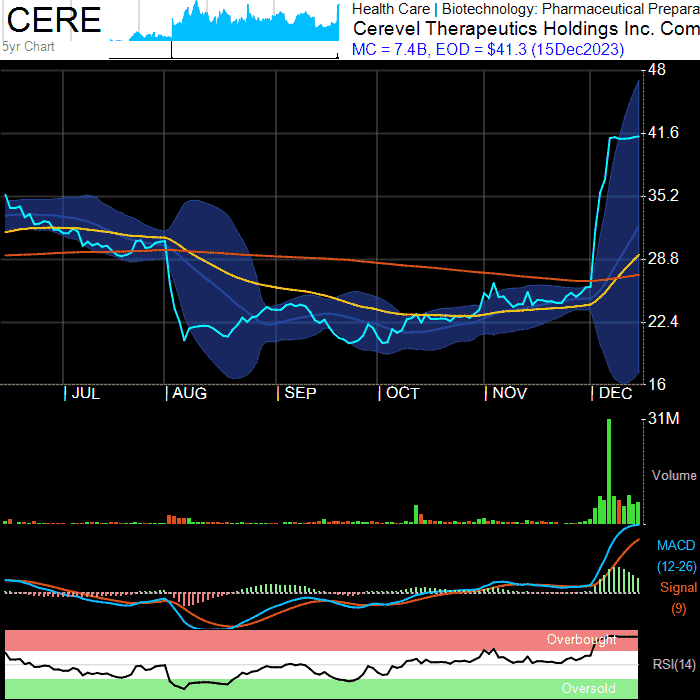 CERE
5yr Chart
Health Care | Biotechnology: Pharmaceutical Prepara
Cerevel Therapeutics Holdings Inc. Com
MC = 7.4B, EOD = $41.3 (15Dec2023)
48
41.6
35.2
28.8
22.4
16
JUL AUG SEP OCT NOV DEC
31M
Volume
MACD
(12-26)
Signal
(9)
Overbought
RSI(14)
Oversold